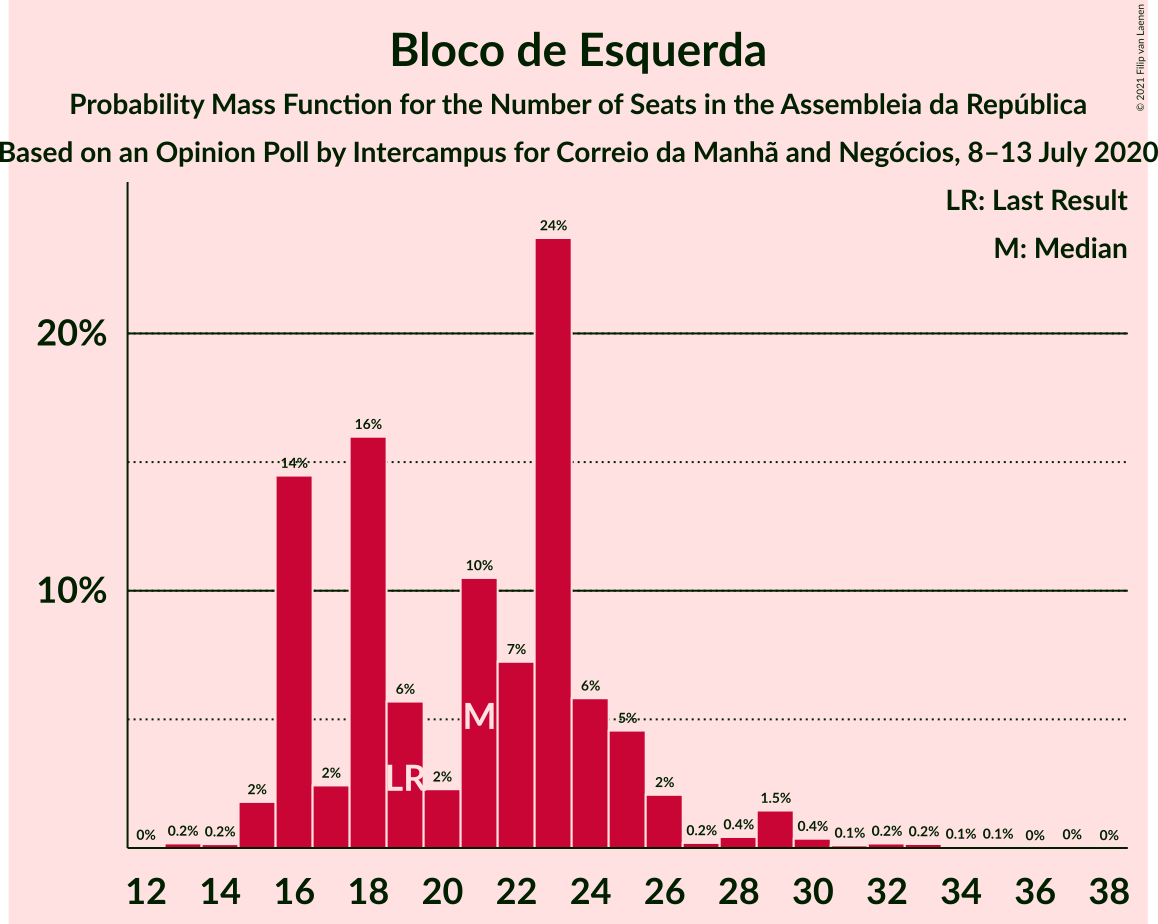 Bloco de Esquerda
Probability Mass Function for the Number of Seats in the Assembleia da República
Based on an Opinion Poll by Intercampus for Correio da Manhã and Negócios, 8–13 July 2020
© 2021 Filip van Laenen
LR: Last Result
M: Median
20%
10%
0% 0.2% 0.2% 2% 14% 2% 16% 6% 2% 10% 7% 24% 6% 5% 2% 0.2% 0.4% 1.5% 0.4% 0.1% 0.2% 0.2% 0.1% 0.1% 0% 0% 0%
LR
M
12 14 16 18 20 22 24 26 28 30 32 34 36 38